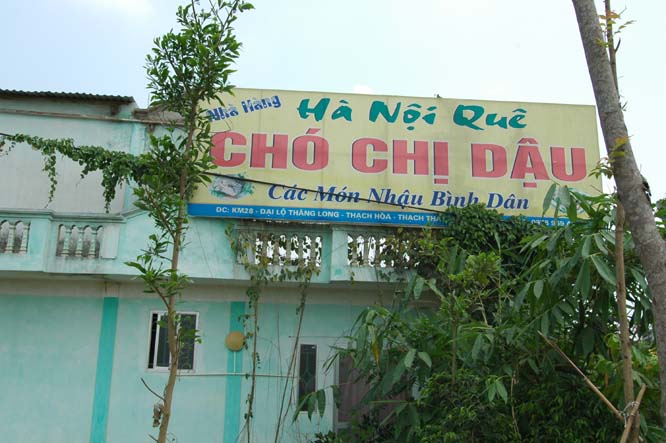 Nhà Hàng
Hà Nội Quê
CHÓ CHỊ DẬU
Các Món Nhậu Bình Dân
ĐC: KM28 - ĐẠI LỘ THĂNG LONG - THẠCH HÒA - THẠCH